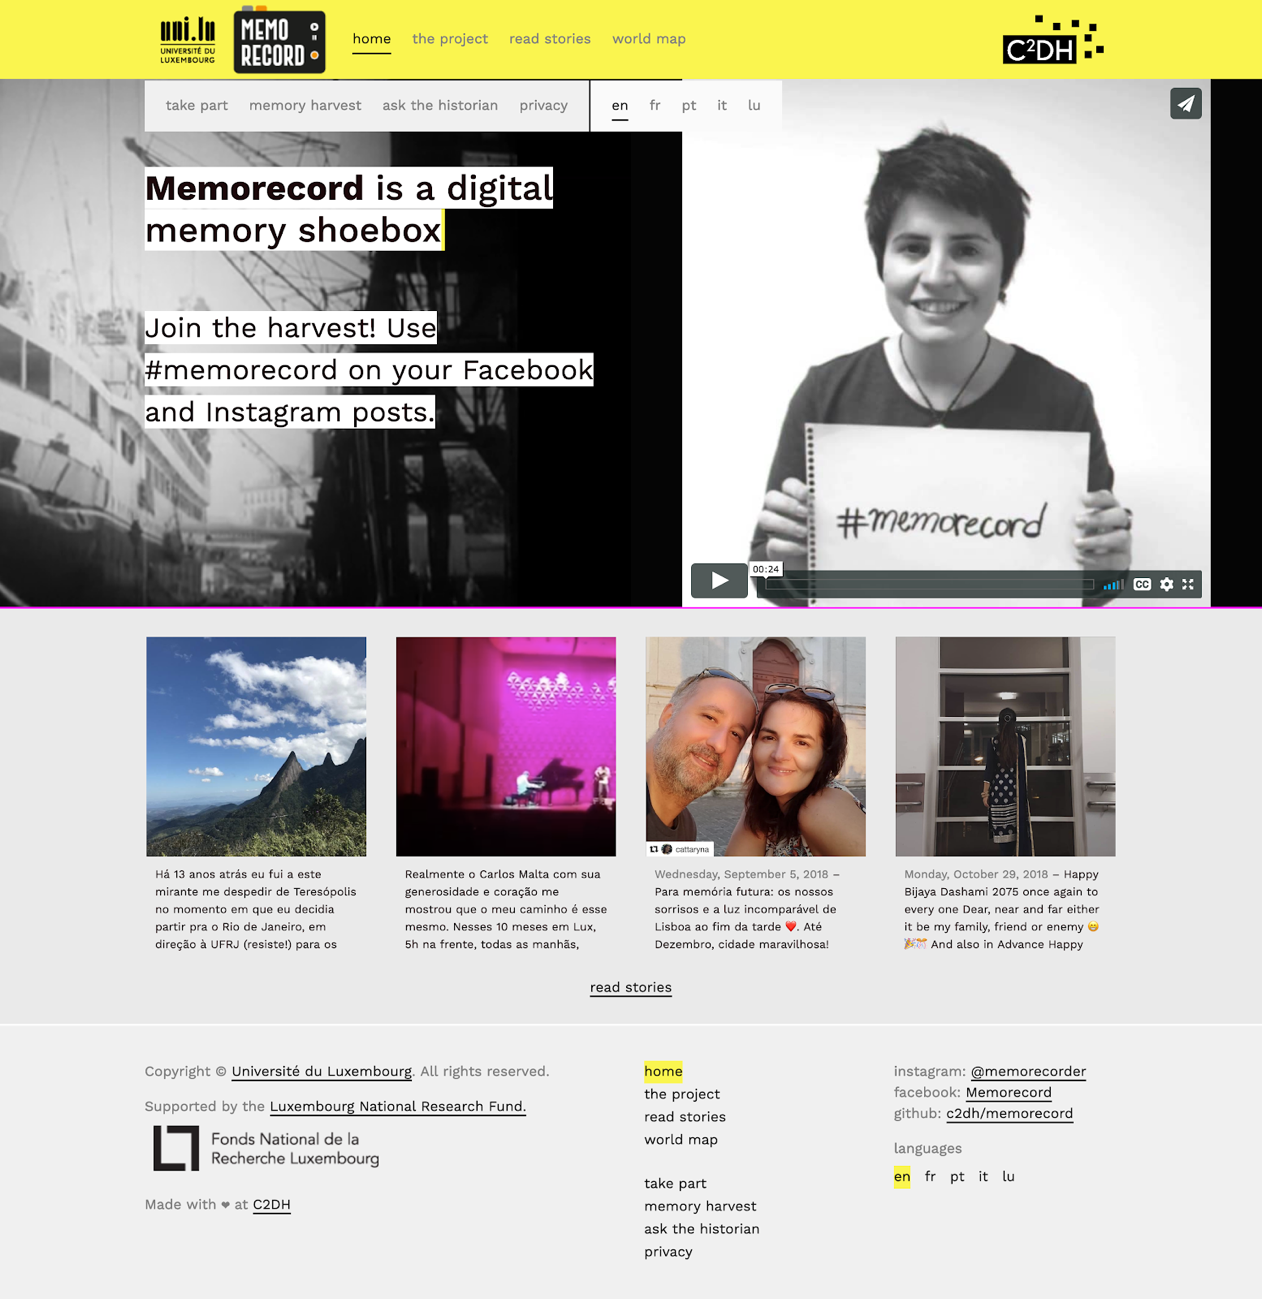 uni.lu
UNIVERSITÉ DU
LUXEMBOURG
MEMO
RECORD
home
the project
read stories
world map
C²DH
take part
memory harvest
ask the historian
privacy
en
fr
pt
it
lu
Memorecord is a digital
memory shoebox
Join the harvest! Use
#memorecord on your Facebook
and Instagram posts.
#memorecord
00:24
CC
cattaryna
Há 13 anos atrás eu fui a este
mirante me despedir de Teresópolis
no momento em que eu decidia
partir pra o Rio de Janeiro, em
direção à UFRJ (resiste!) para os
Realmente o Carlos Malta com sua
generosidade e coração me
mostrou que o meu caminho é esse
mesmo. Nesses 10 meses em Lux,
5h na frente, todas as manhãs,
Wednesday, September 5, 2018 –
Para memória futura: os nossos
sorrisos e a luz incomparável de
Lisboa ao fim da tarde ❤️. Até
Dezembro, cidade maravilhosa!
Monday, October 29, 2018 – Happy
Bijaya Dashami 2075 once again to
every one Dear, near and far either
it be my family, friend or enemy 😄
🎉🎊 And also in Advance Happy
read stories
Copyright © Université du Luxembourg. All rights reserved.
Supported by the Luxembourg National Research Fund.
Fonds National de la
Recherche Luxembourg
Made with ❤ at C2DH
home
the project
read stories
world map
take part
memory harvest
ask the historian
privacy
instagram: @memorecorder
facebook: Memorecord
github: c2dh/memorecord
languages
en fr pt it lu